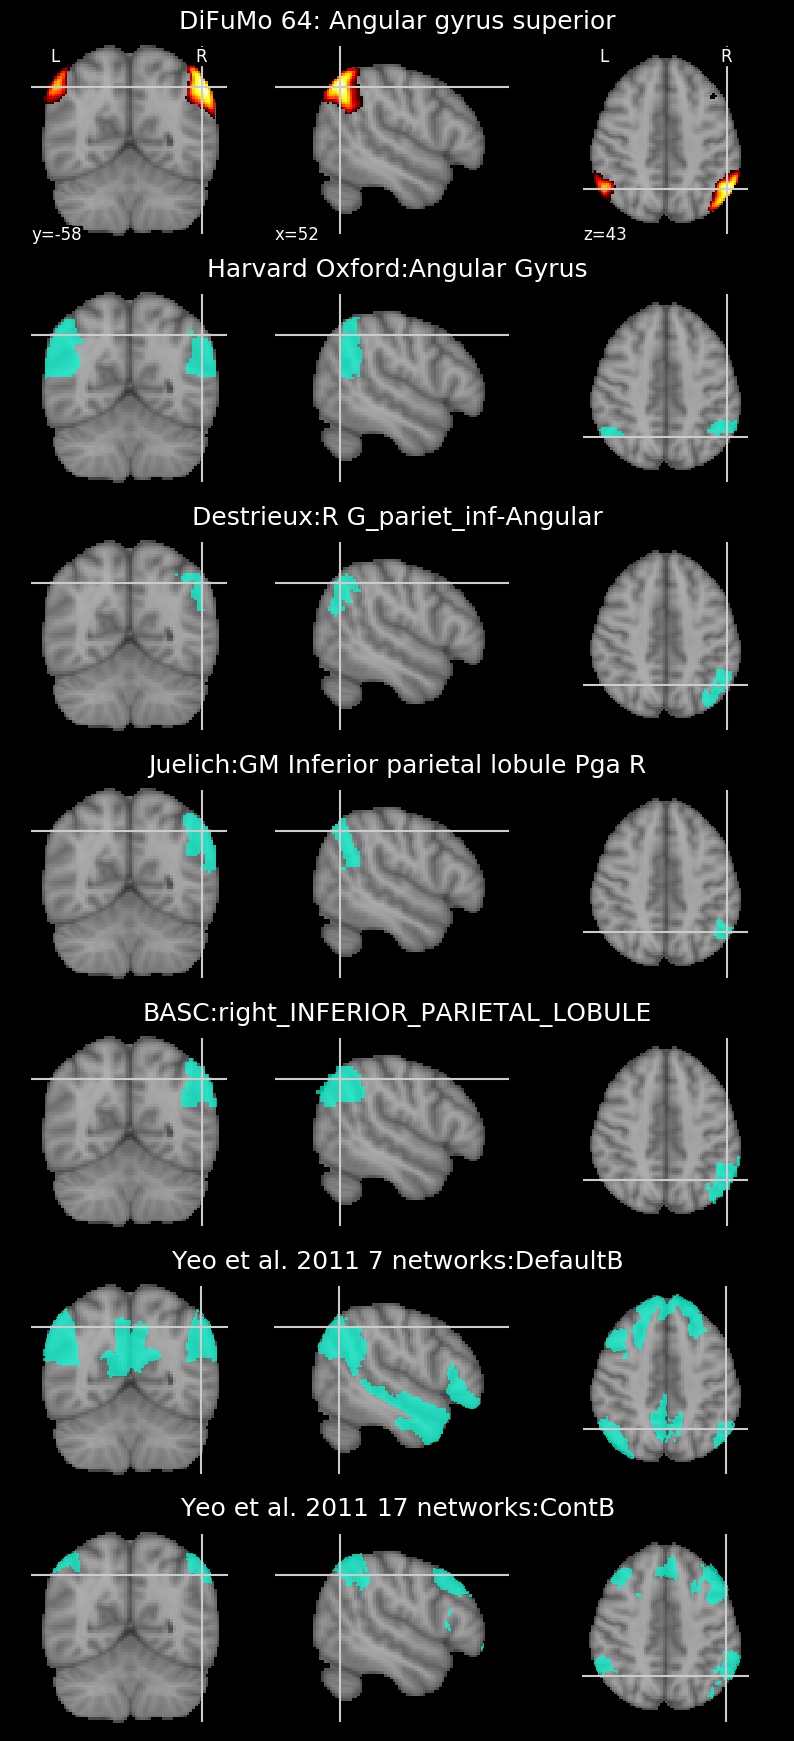 DiFuMo 64: Angular gyrus superior
L R L R
y=-58 x=52 z=43
Harvard Oxford:Angular Gyrus
Destrieux:R G_pariet_inf-Angular
Juelich:GM Inferior parietal lobule Pga R
BASC:right_INFERIOR_PARIETAL_LOBULE
Yeo et al. 2011 7 networks:DefaultB
Yeo et al. 2011 17 networks:ContB